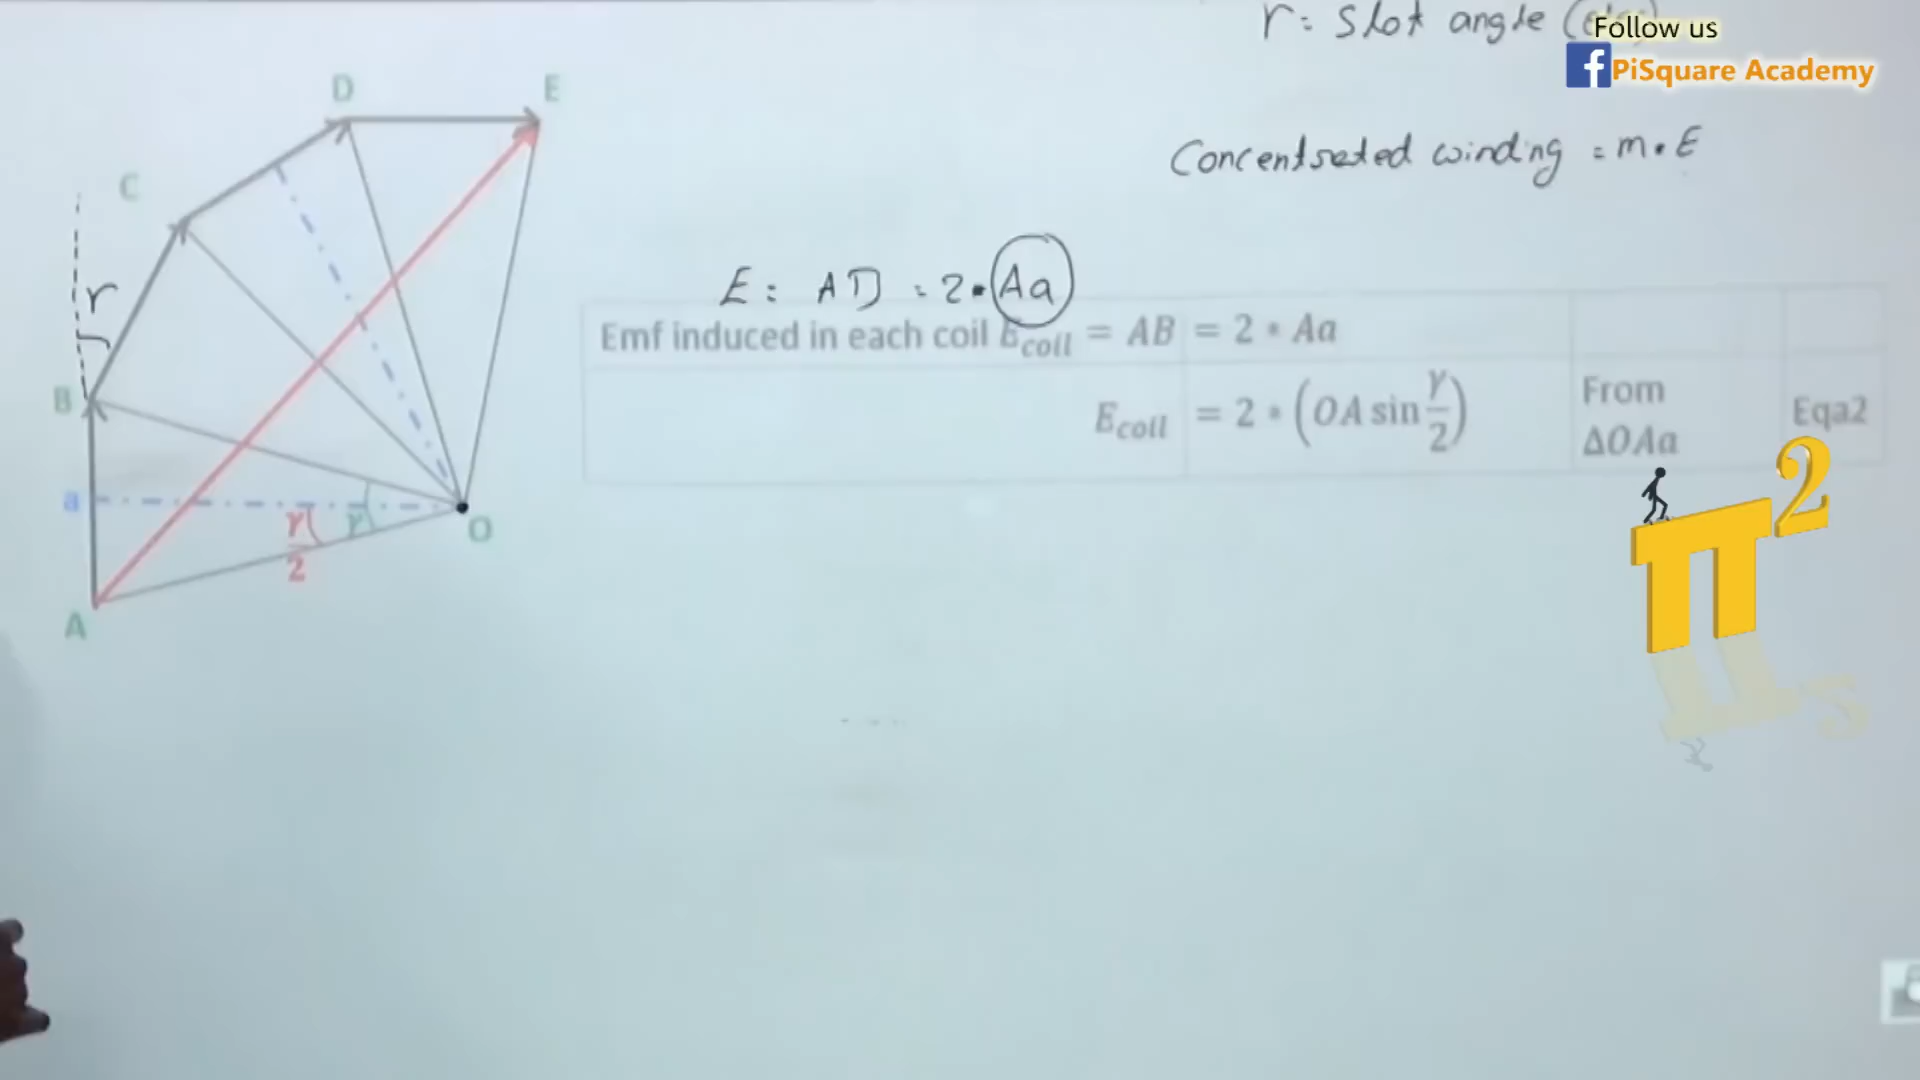 r = slot angle
Follow us
PiSquare Academy
Concentrated winding = m • E
D
E
C
r
B
a
A
O
γ
γ/2
E = AD = 2 • Aa
Emf induced in each coil E_coil = AB = 2 * Aa
E_coil = 2 * (OA sin γ/2)
From ΔOAa
Eqa2
π²